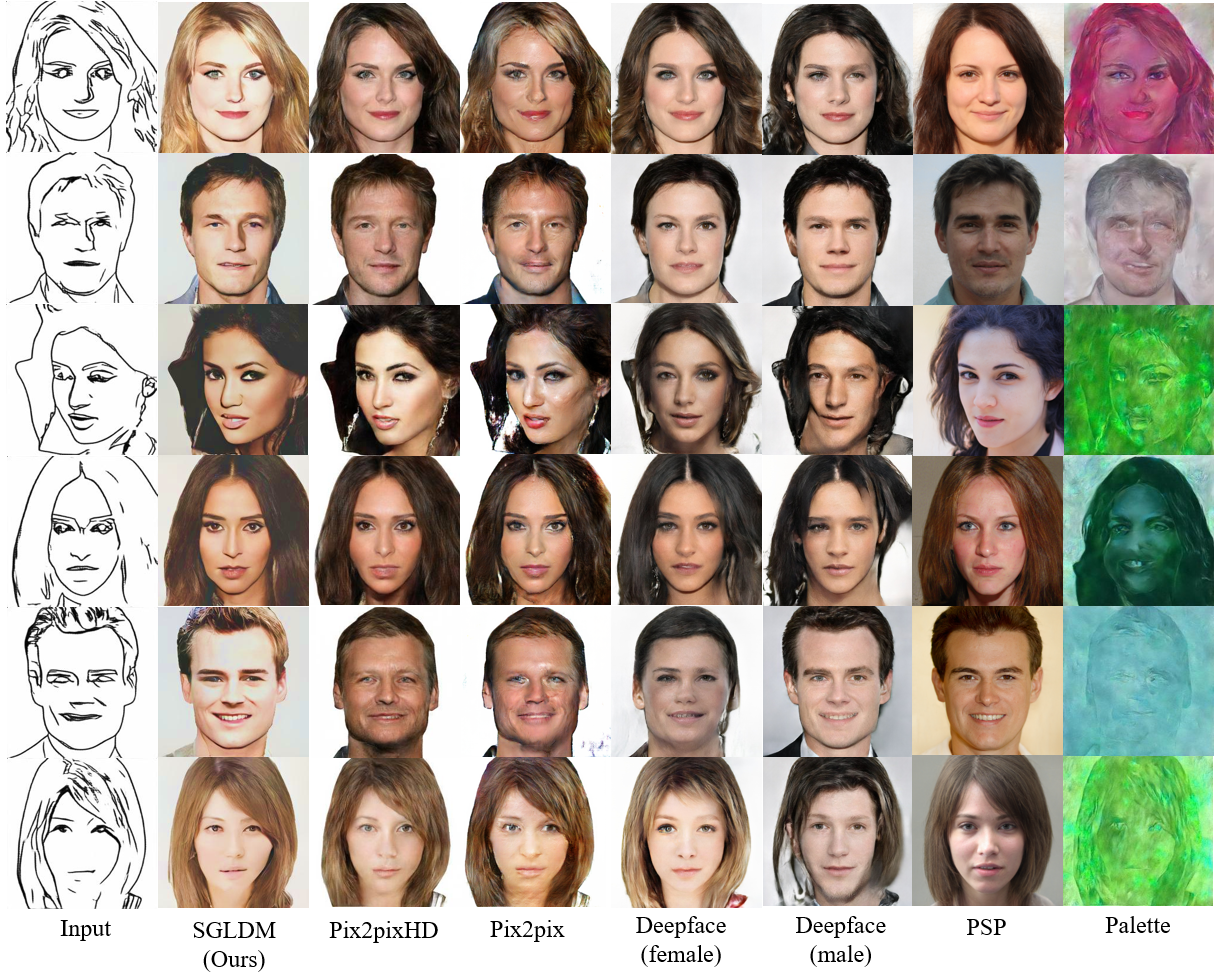 Input
SGLDM
(Ours)
Pix2pixHD
Pix2pix
Deepface
(female)
Deepface
(male)
PSP
Palette